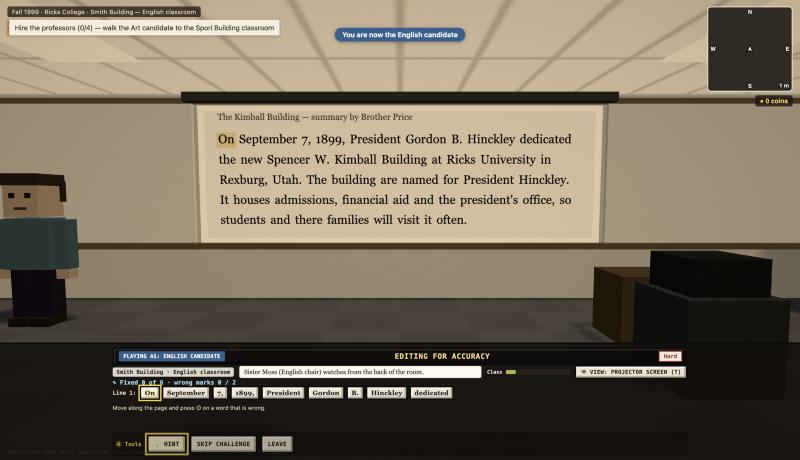 Fall 1999 · Ricks College - Smith Building — English classroom
Hire the professors (0/4) — walk the Art candidate to the Spori Building classroom
You are now the English candidate
N
W A E
S 1 m
● 0 coins
The Kimball Building — summary by Brother Price
On September 7, 1899, President Gordon B. Hinckley dedicated
the new Spencer W. Kimball Building at Ricks University in
Rexburg, Utah. The building are named for President Hinckley.
It houses admissions, financial aid and the president's office, so
students and there families will visit it often.
PLAYING AS: ENGLISH CANDIDATE EDITING FOR ACCURACY Hard
Smith Building · English classroom Sister Moss (English chair) watches from the back of the room. Class VIEW: PROJECTOR SCREEN (T)
Fixed 0 of 6 · wrong marks 0 / 2
Line 1: On September 7, 1899, President Gordon B. Hinckley dedicated
Move along the page and press on a word that is wrong.
Tools HINT SKIP CHALLENGE LEAVE